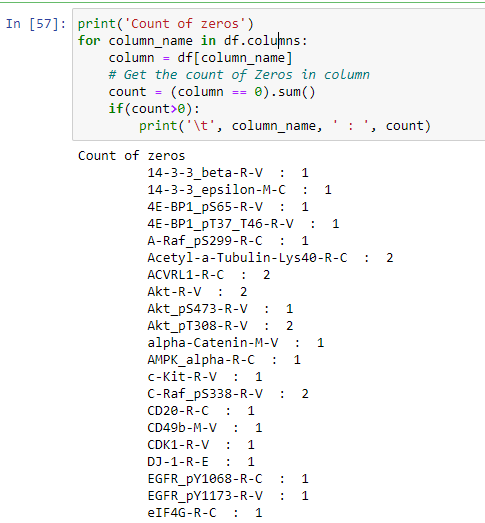 In [57]: print('Count of zeros')
for column_name in df.columns:
    column = df[column_name]
    # Get the count of Zeros in column
    count = (column == 0).sum()
    if(count>0):
        print('\t', column_name, ' : ', count)
Count of zeros
14-3-3_beta-R-V  :  1
14-3-3_epsilon-M-C  :  1
4E-BP1_pS65-R-V  :  1
4E-BP1_pT37_T46-R-V  :  1
A-Raf_pS299-R-C  :  1
Acetyl-a-Tubulin-Lys40-R-C  :  2
ACVRL1-R-C  :  2
Akt-R-V  :  2
Akt_pS473-R-V  :  1
Akt_pT308-R-V  :  2
alpha-Catenin-M-V  :  1
AMPK_alpha-R-C  :  1
c-Kit-R-V  :  1
C-Raf_pS338-R-V  :  2
CD20-R-C  :  1
CD49b-M-V  :  1
CDK1-R-V  :  1
DJ-1-R-E  :  1
EGFR_pY1068-R-C  :  1
EGFR_pY1173-R-V  :  1
eIF4G-R-C  :  1